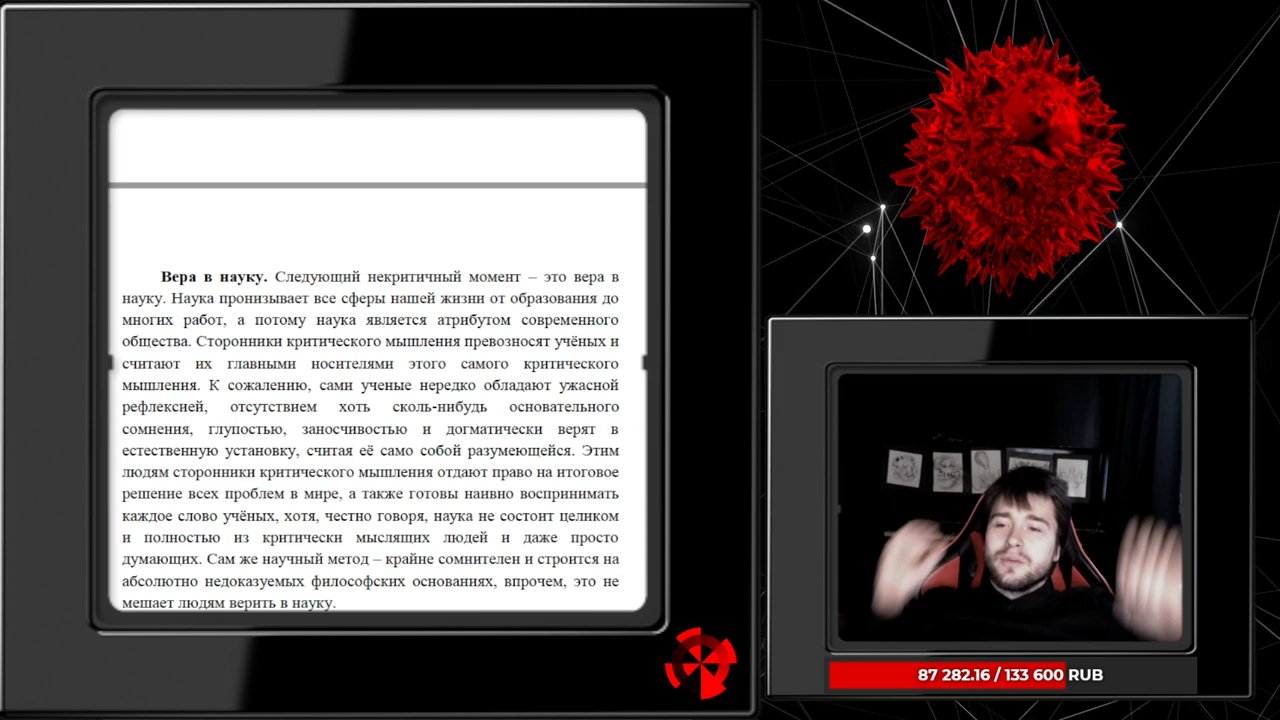 Вера в науку. Следующий некритичный момент – это вера в
науку. Наука пронизывает все сферы нашей жизни от образования до
многих работ, а потому наука является атрибутом современного
общества. Сторонники критического мышления превозносят учёных и
считают их главными носителями этого самого критического
мышления. К сожалению, сами ученые нередко обладают ужасной
рефлексией, отсутствием хоть сколь-нибудь основательного
сомнения, глупостью, заносчивостью и догматически верят в
естественную установку, считая её само собой разумеющейся. Этим
людям сторонники критического мышления отдают право на итоговое
решение всех проблем в мире, а также готовы наивно воспринимать
каждое слово учёных, хотя, честно говоря, наука не состоит целиком
и полностью из критически мыслящих людей и даже просто
думающих. Сам же научный метод – крайне сомнителен и строится на
абсолютно недоказуемых философских основаниях, впрочем, это не
мешает людям верить в науку.
87 282.16 / 133 600 RUB